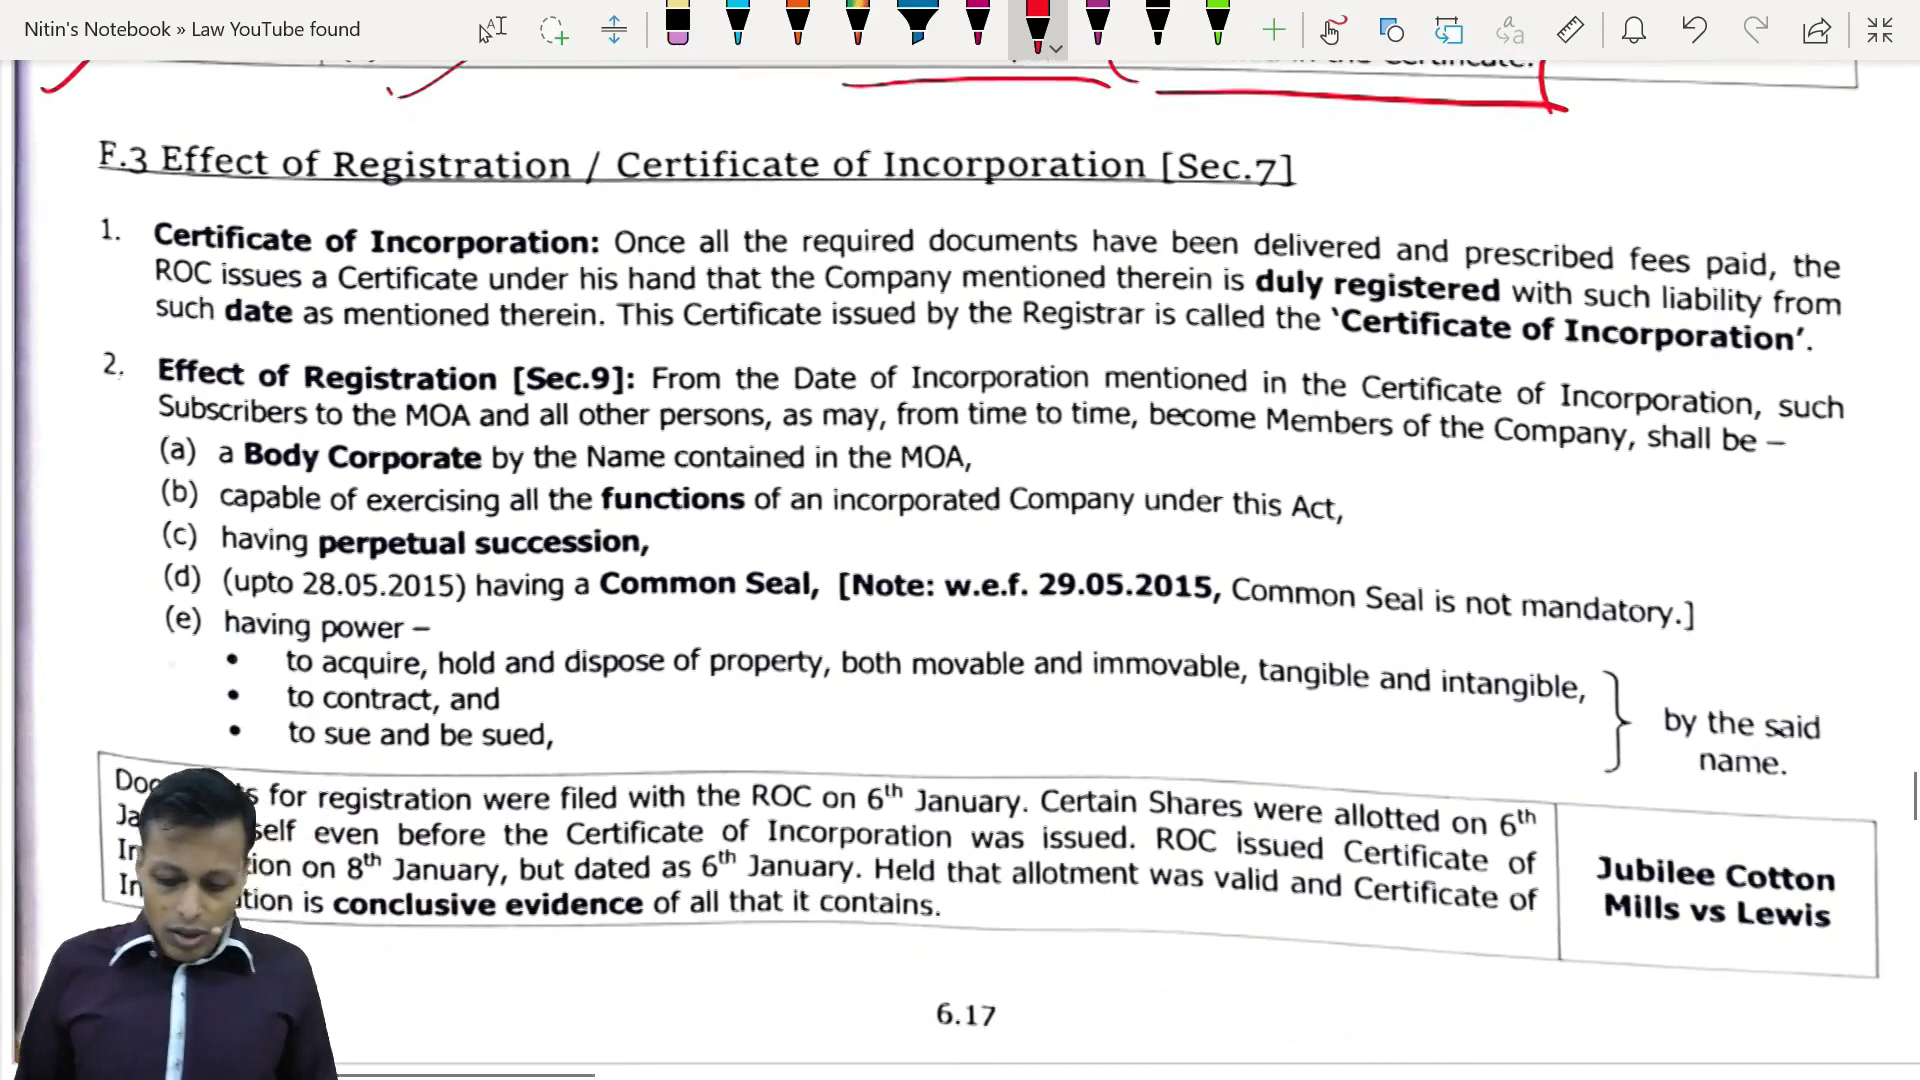 Nitin's Notebook » Law YouTube found
Certificate.
F.3 Effect of Registration / Certificate of Incorporation [Sec.7]
1. Certificate of Incorporation: Once all the required documents have been delivered and prescribed fees paid, the
ROC issues a Certificate under his hand that the Company mentioned therein is duly registered with such liability from
such date as mentioned therein. This Certificate issued by the Registrar is called the ‘Certificate of Incorporation’.
2. Effect of Registration [Sec.9]: From the Date of Incorporation mentioned in the Certificate of Incorporation, such
Subscribers to the MOA and all other persons, as may, from time to time, become Members of the Company, shall be –
(a) a Body Corporate by the Name contained in the MOA,
(b) capable of exercising all the functions of an incorporated Company under this Act,
(c) having perpetual succession,
(d) (upto 28.05.2015) having a Common Seal, [Note: w.e.f. 29.05.2015, Common Seal is not mandatory.]
(e) having power –
• to acquire, hold and dispose of property, both movable and immovable, tangible and intangible,
• to contract, and
• to sue and be sued,
by the said
name.
for registration were filed with the ROC on 6th January. Certain Shares were allotted on 6th
even before the Certificate of Incorporation was issued. ROC issued Certificate of
on 8th January, but dated as 6th January. Held that allotment was valid and Certificate of
is conclusive evidence of all that it contains.
Jubilee Cotton
Mills vs Lewis
6.17